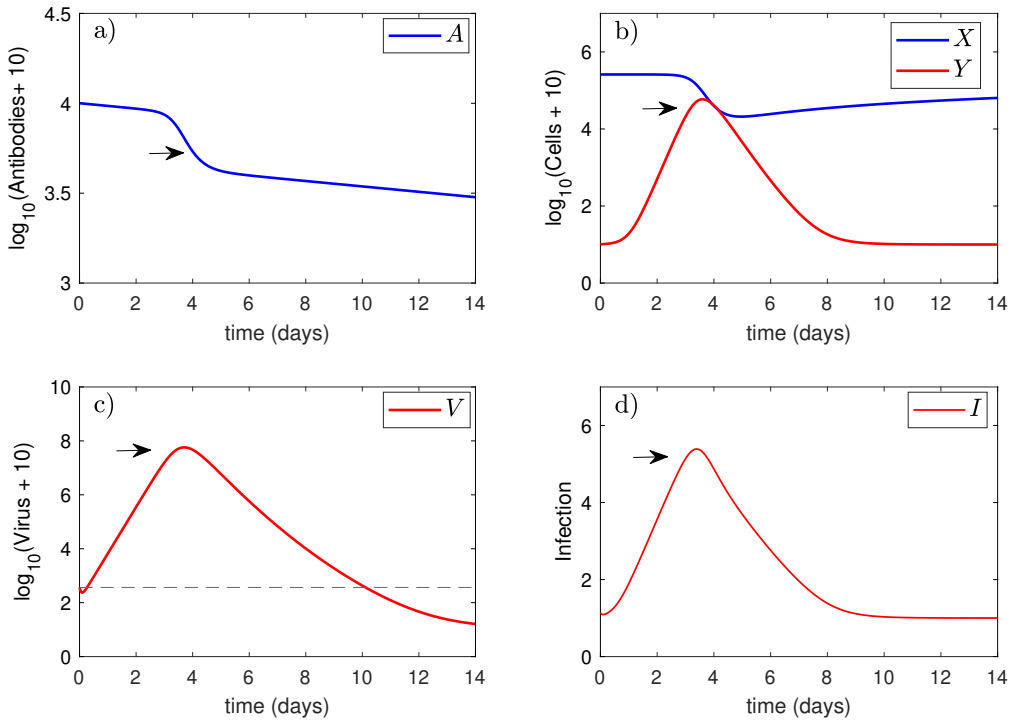 a)
A
log10(Antibodies+ 10)
4.5
4
3.5
3
0 2 4 6 8 10 12 14
time (days)
b)
X
Y
log10(Cells + 10)
6
4
2
0
0 2 4 6 8 10 12 14
time (days)
c)
V
log10(Virus + 10)
10
8
6
4
2
0
0 2 4 6 8 10 12 14
time (days)
d)
I
Infection
6
4
2
0
0 2 4 6 8 10 12 14
time (days)